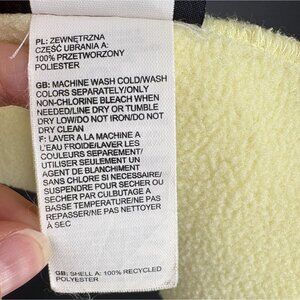 PL: ZEWNĘTRZNA
CZĘŚĆ UBRANIA A:
100% PRZETWORZONY
POLIESTER
GB: MACHINE WASH COLD/WASH
COLORS SEPARATELY/ONLY
NON-CHLORINE BLEACH WHEN
NEEDED/LINE DRY OR TUMBLE
DRY LOW/DO NOT IRON/DO NOT
DRY CLEAN
F: LAVER A LA MACHINE A
L'EAU FROIDE/LAVER LES
COULEURS SEPAREMENT/
UTILISER SEULEMENT UN
AGENT DE BLANCHIMENT
SANS CHLORE SI NECESSAIRE/
SUSPENDRE POUR SECHER OU
SECHAGE PAR CULBUTAGE A
BASSE TEMPERATURE/NE PAS
REPASSER/NE PAS NETTOYER
A SEC
GB: SHELL A: 100% RECYCLED
POLYESTER